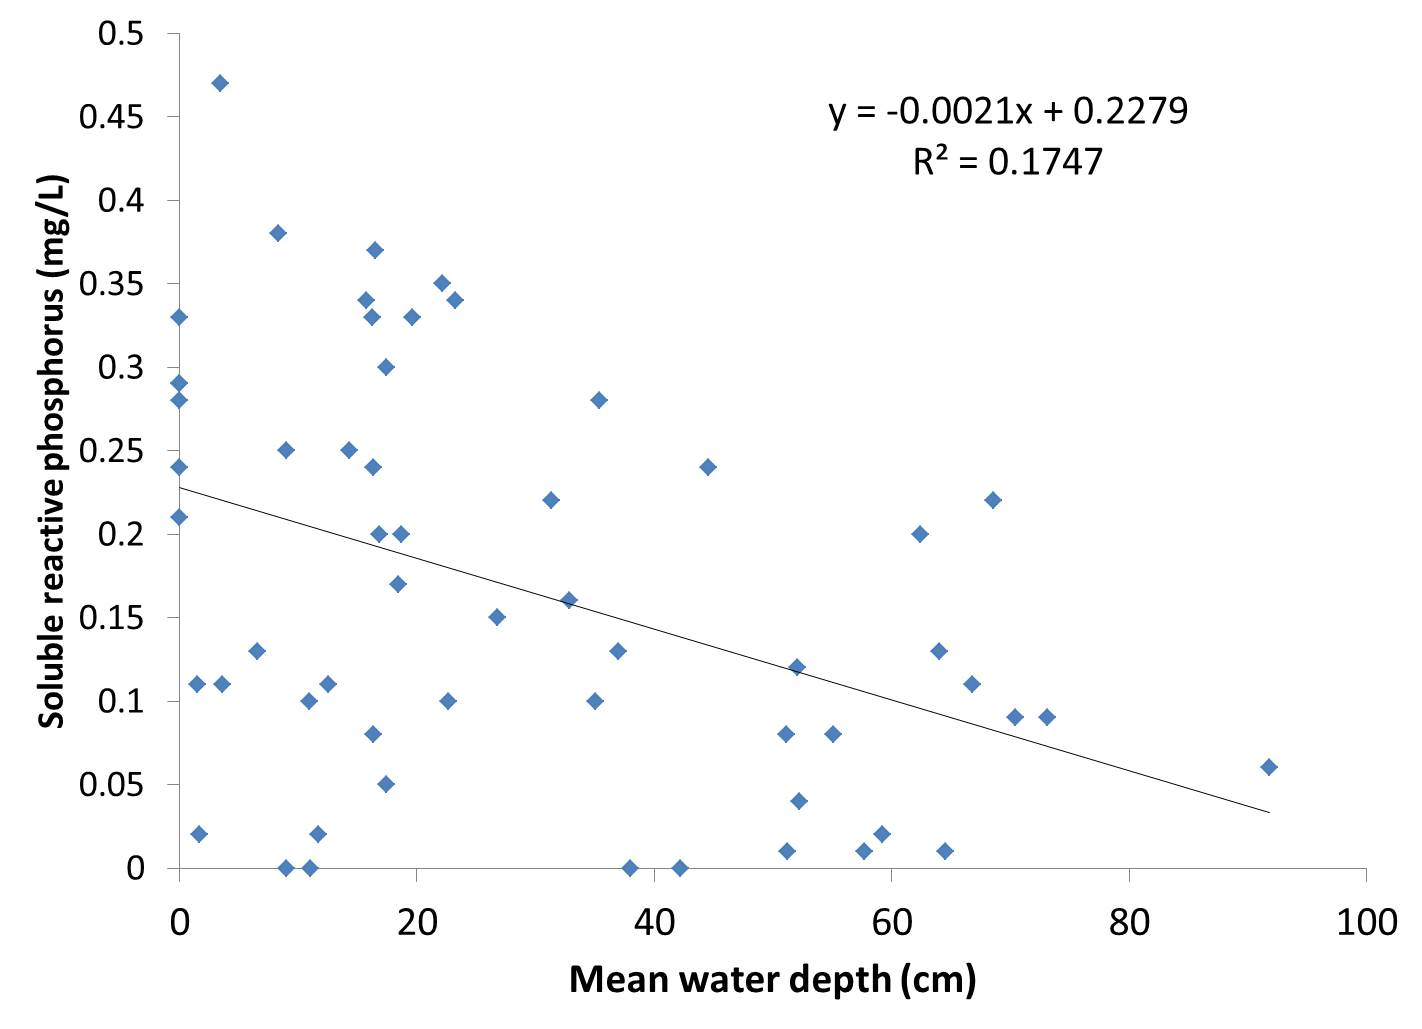 0.5
0.45
0.4
0.35
0.3
0.25
0.2
0.15
0.1
0.05
0
Soluble reactive phosphorus (mg/L)
y = -0.0021x + 0.2279
R² = 0.1747
0 20 40 60 80 100
Mean water depth (cm)